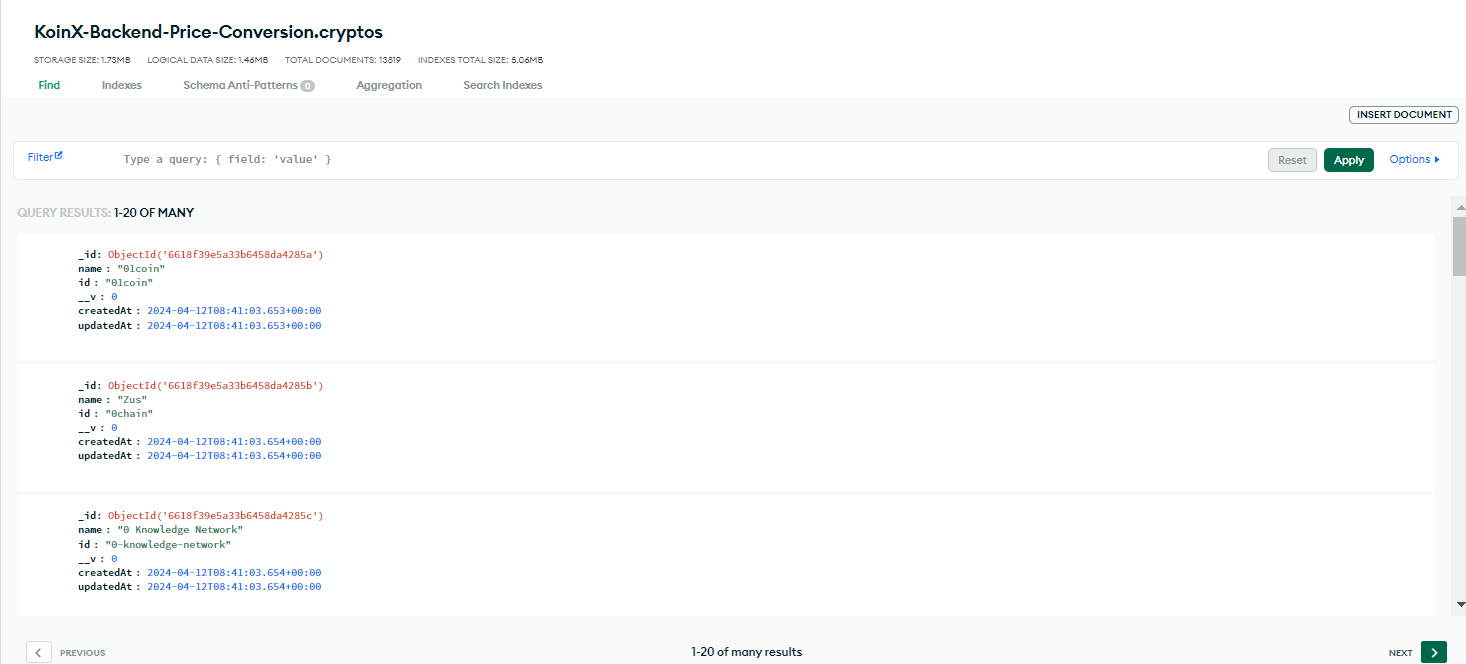 KoinX-Backend-Price-Conversion.cryptos
STORAGE SIZE: 1.73MB LOGICAL DATA SIZE: 1.46MB TOTAL DOCUMENTS: 13819 INDEXES TOTAL SIZE: 5.06MB
Find Indexes Schema Anti-Patterns 0 Aggregation Search Indexes
INSERT DOCUMENT
Filter Type a query: { field: 'value' } Reset Apply Options
QUERY RESULTS: 1-20 OF MANY
_id: ObjectId('6618f39e5a33b6458da4285a')
name : "01coin"
id : "01coin"
__v : 0
createdAt : 2024-04-12T08:41:03.653+00:00
updatedAt : 2024-04-12T08:41:03.653+00:00
_id: ObjectId('6618f39e5a33b6458da4285b')
name : "Zus"
id : "0chain"
__v : 0
createdAt : 2024-04-12T08:41:03.654+00:00
updatedAt : 2024-04-12T08:41:03.654+00:00
_id: ObjectId('6618f39e5a33b6458da4285c')
name : "0 Knowledge Network"
id : "0-knowledge-network"
__v : 0
createdAt : 2024-04-12T08:41:03.654+00:00
updatedAt : 2024-04-12T08:41:03.654+00:00
PREVIOUS 1-20 of many results NEXT